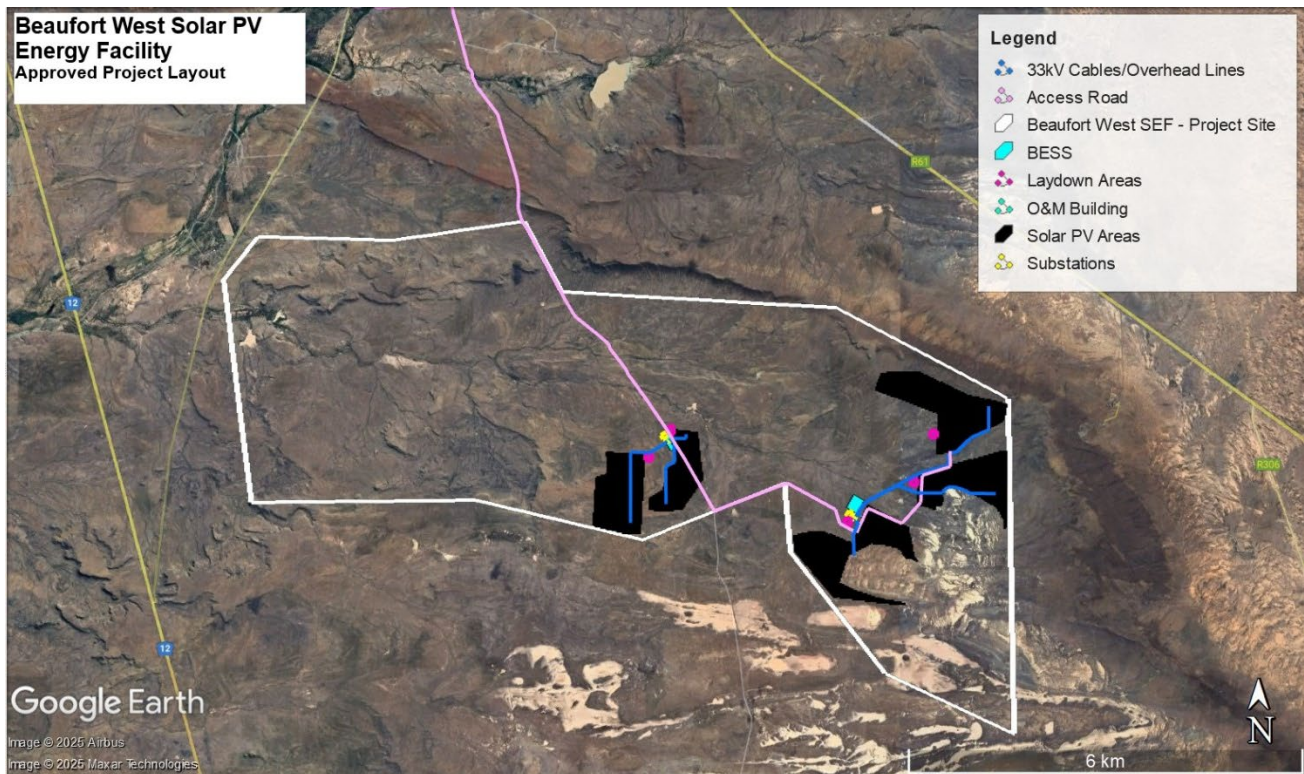 Beaufort West Solar PV
Energy Facility
Approved Project Layout
Legend
33kV Cables/Overhead Lines
Access Road
Beaufort West SEF - Project Site
BESS
Laydown Areas
O&M Building
Solar PV Areas
Substations
R61
12
R306
12
Google Earth
Image © 2025 Airbus
Image © 2025 Maxar Technologies
N
6 km